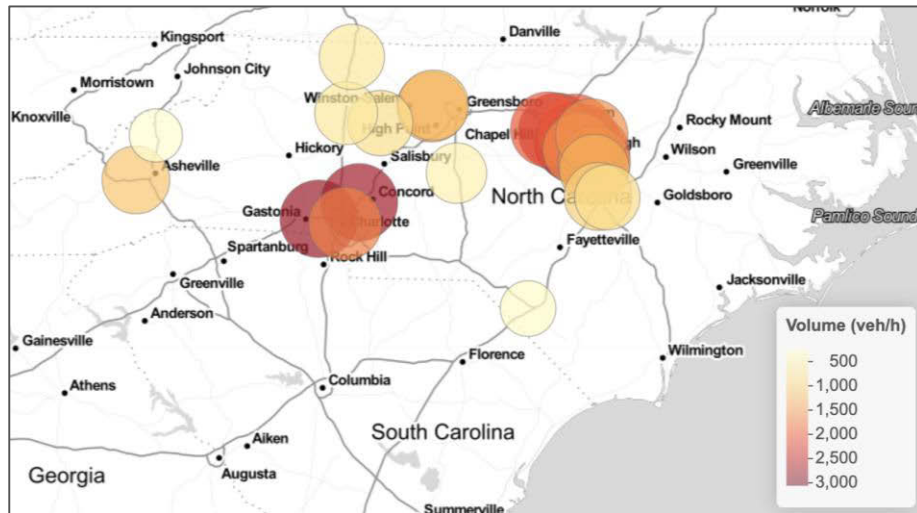 Norfolk
Danville
Kingsport
Johnson City
Morristown
Knoxville
Winston-Salem
Greensboro
Albemarle Soun
High Point
Chapel Hill
Rocky Mount
Hickory
Salisbury
Wilson
Asheville
Greenville
Concord
North Carolina
Goldsboro
Gastonia
Charlotte
Pamlico Sound
Spartanburg
Rock Hill
Fayetteville
Greenville
Jacksonville
Anderson
Volume (veh/h)
Gainesville
Florence
Wilmington
500
Columbia
1,000
Athens
1,500
South Carolina
2,000
Aiken
2,500
Georgia
Augusta
3,000
Summerville